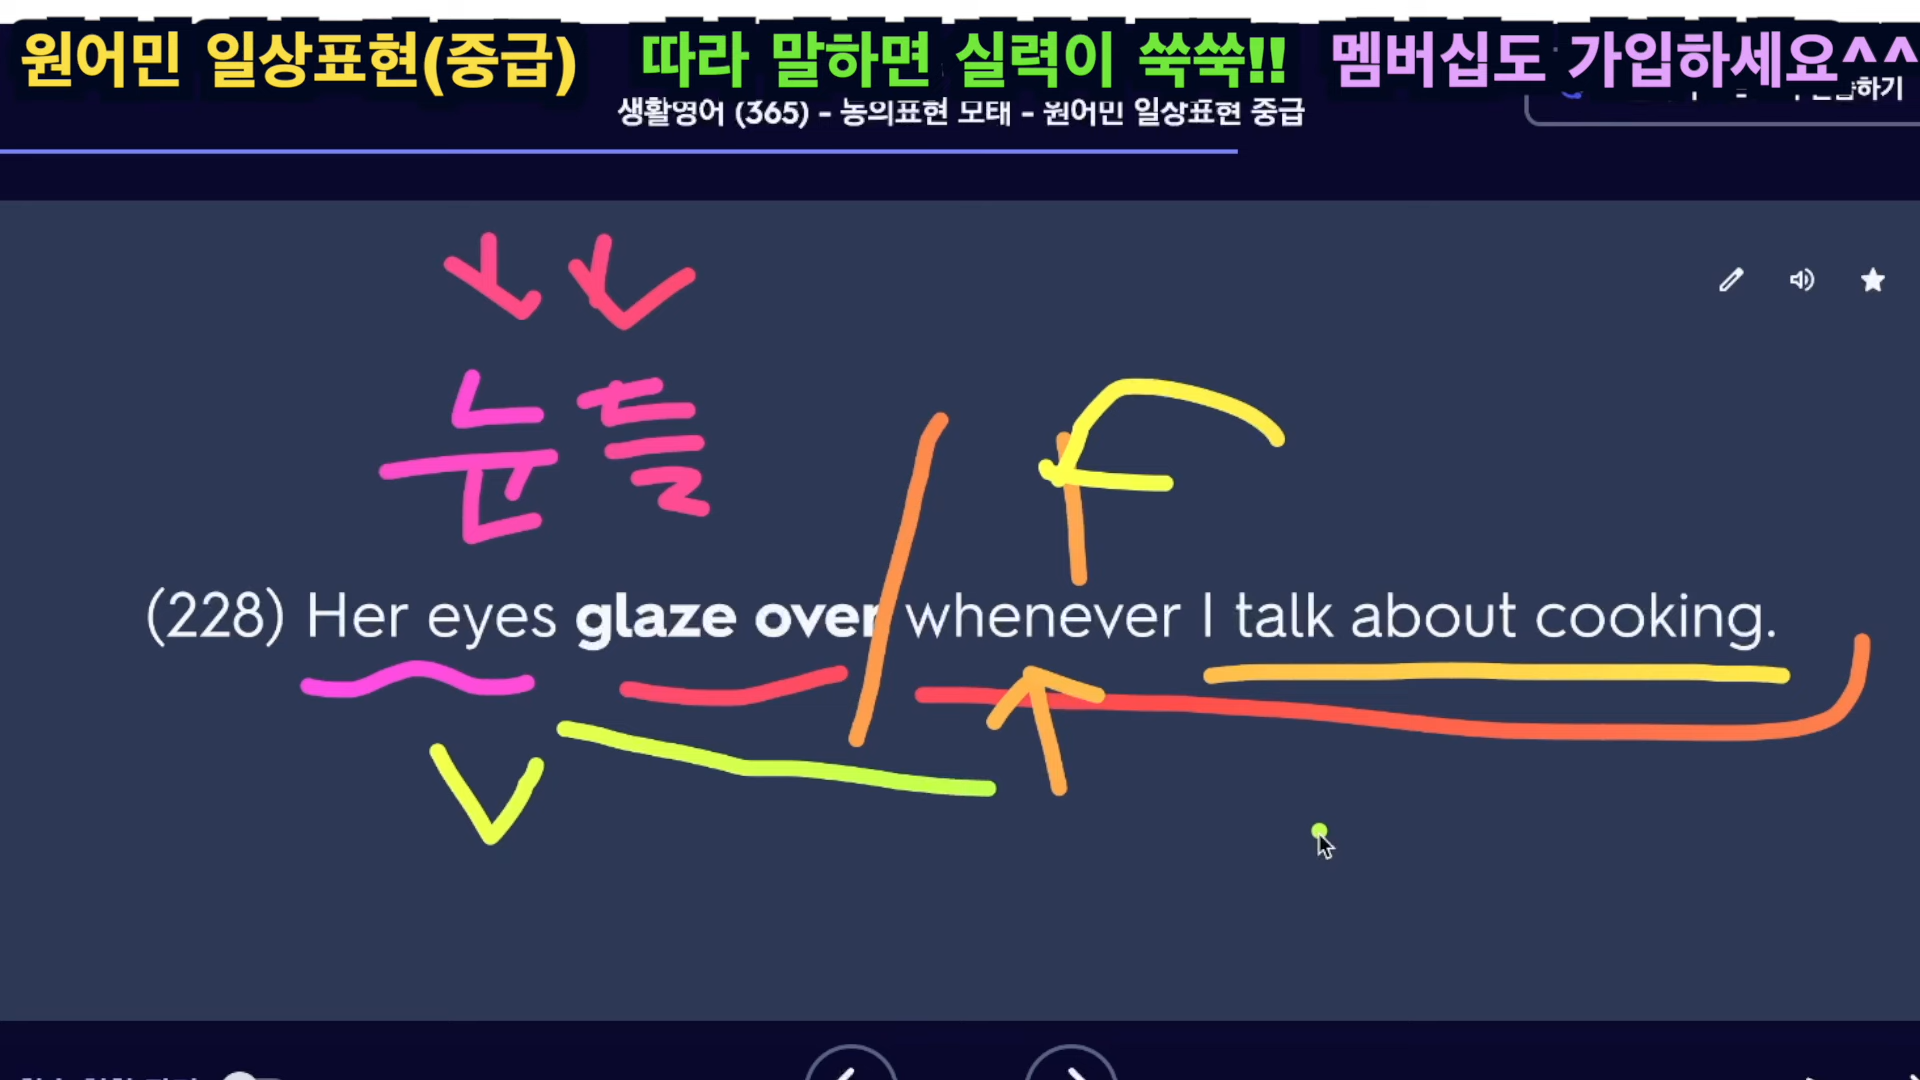 원어민 일상표현(중급) 따라 말하면 실력이 쑥쑥!! 멤버십도 가입하세요^^
생활영어 (365) - 동의표현 모태 - 원어민 일상표현 중급
눈들
(228) Her eyes glaze over whenever I talk about cooking.